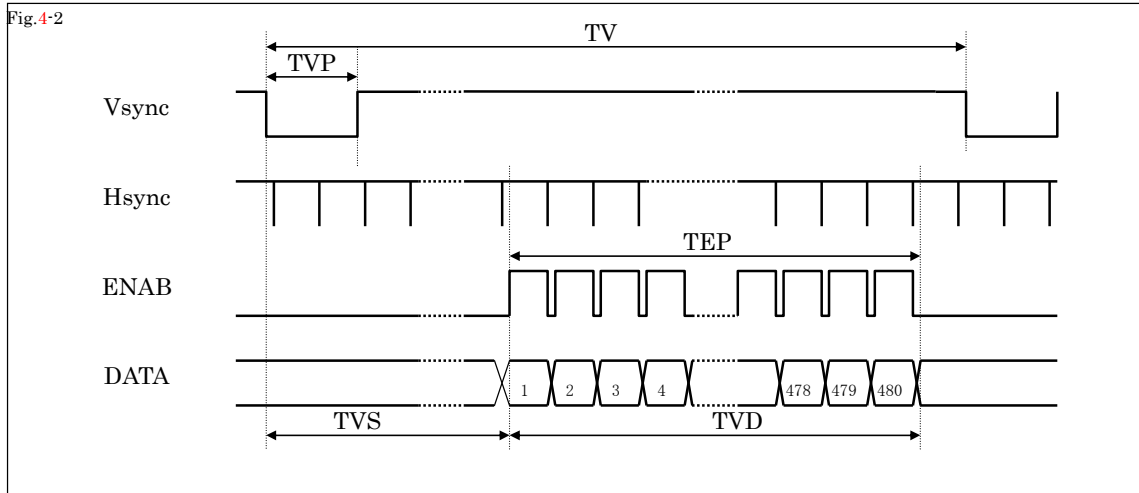 Fig.4-2
TV
TVP
Vsync
Hsync
TEP
ENAB
DATA
1 2 3 4 478 479 480
TVS TVD